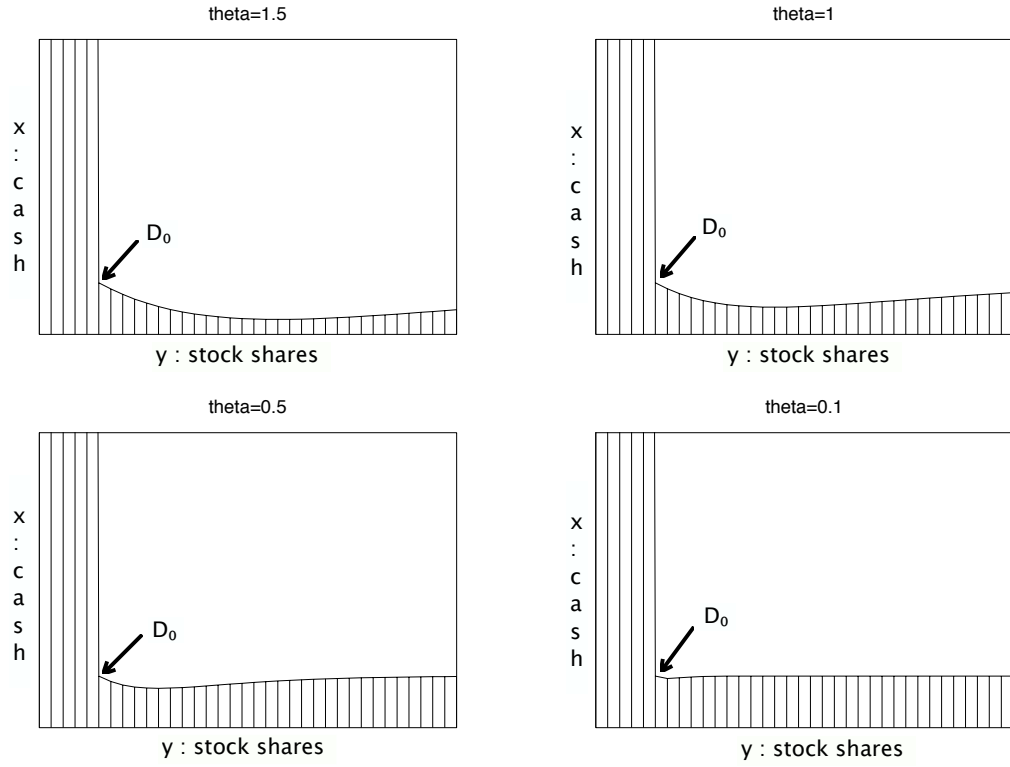 theta=1.5
x
:
c
a
s
h
D₀
y : stock shares
theta=1
x
:
c
a
s
h
D₀
y : stock shares
theta=0.5
x
:
c
a
s
h
D₀
y : stock shares
theta=0.1
x
:
c
a
s
h
D₀
y : stock shares